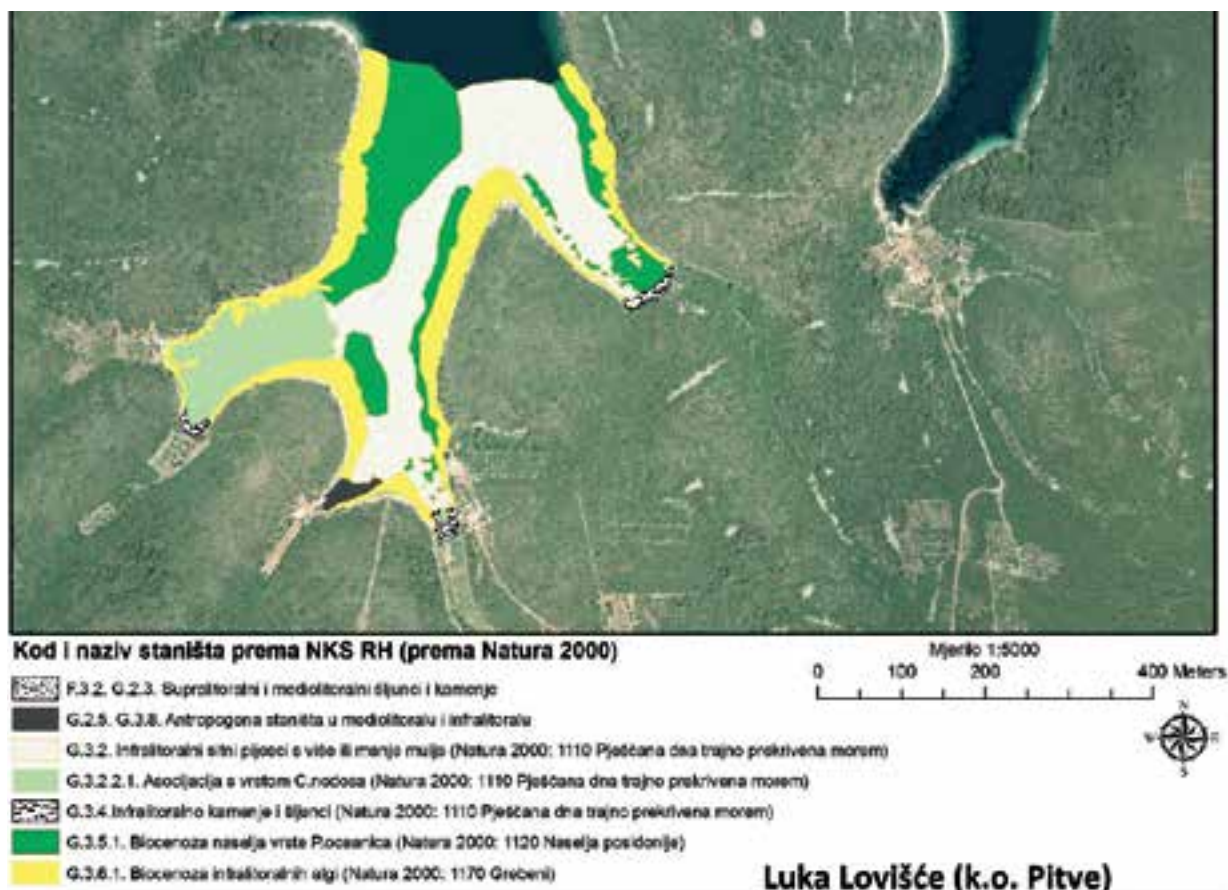 Kod i naziv staništa prema NKS RH (prema Natura 2000)
F.3.2. G.2.3. Supralitoralni i mediolitoralni šljunci i kamenje
G.2.5. G.3.8. Antropogena staništa u mediolitoralu i infralitoralu
G.3.2. Infralitoralni sitni pijesci s više ili manje mulja (Natura 2000: 1110 Pješčana dna trajno prekrivena morem)
G.3.2.2.1. Asocijacija s vrstom C.nodosa (Natura 2000: 1110 Pješčana dna trajno prekrivena morem)
G.3.4.Infralitoralno kamenje i šljunci (Natura 2000: 1110 Pješčana dna trajno prekrivena morem)
G.3.5.1. Biocenoza naselja vrste P.oceanica (Natura 2000: 1120 Naselja posidonije)
G.3.6.1. Biocenoza infralitoralnih algi (Natura 2000: 1170 Grebeni)
Mjerilo 1:5000
0 100 200 400 Meters
N
W E
S
Luka Lovišće (k.o. Pitve)